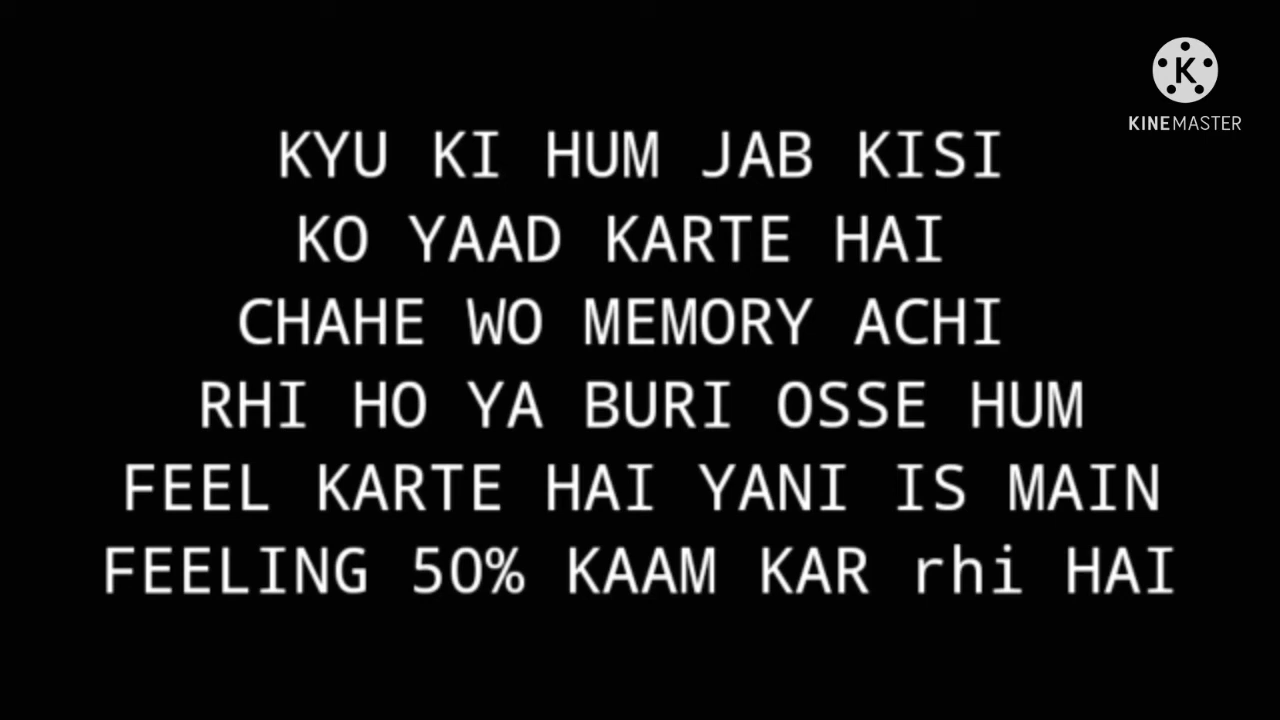 KINEMASTER
KYU KI HUM JAB KISI
KO YAAD KARTE HAI
CHAHE WO MEMORY ACHI
RHI HO YA BURI OSSE HUM
FEEL KARTE HAI YANI IS MAIN
FEELING 50% KAAM KAR rhi HAI